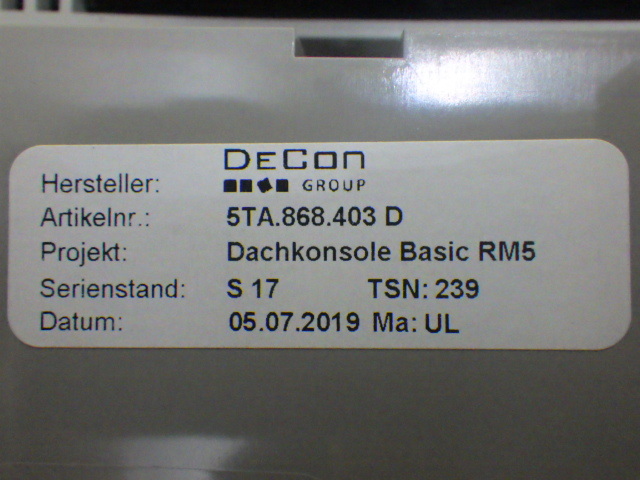 DECON
Hersteller: GROUP
Artikelnr.: 5TA.868.403 D
Projekt: Dachkonsole Basic RM5
Serienstand: S 17 TSN: 239
Datum: 05.07.2019 Ma: UL